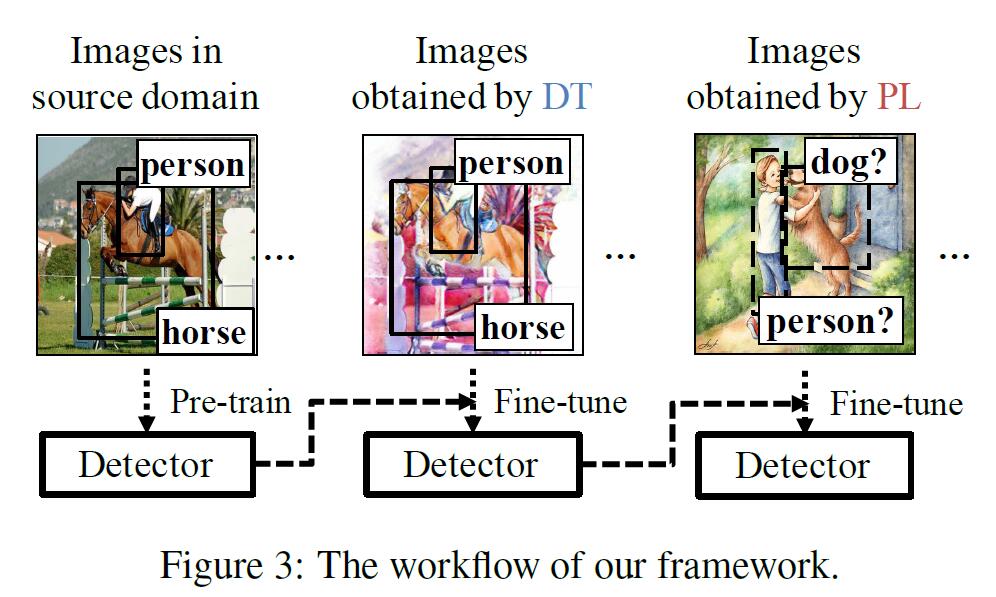 Images in
source domain
Images
obtained by DT
Images
obtained by PL
person
horse
...
person
horse
...
dog?
person?
...
Pre-train
Fine-tune
Fine-tune
Detector
Detector
Detector
Figure 3: The workflow of our framework.